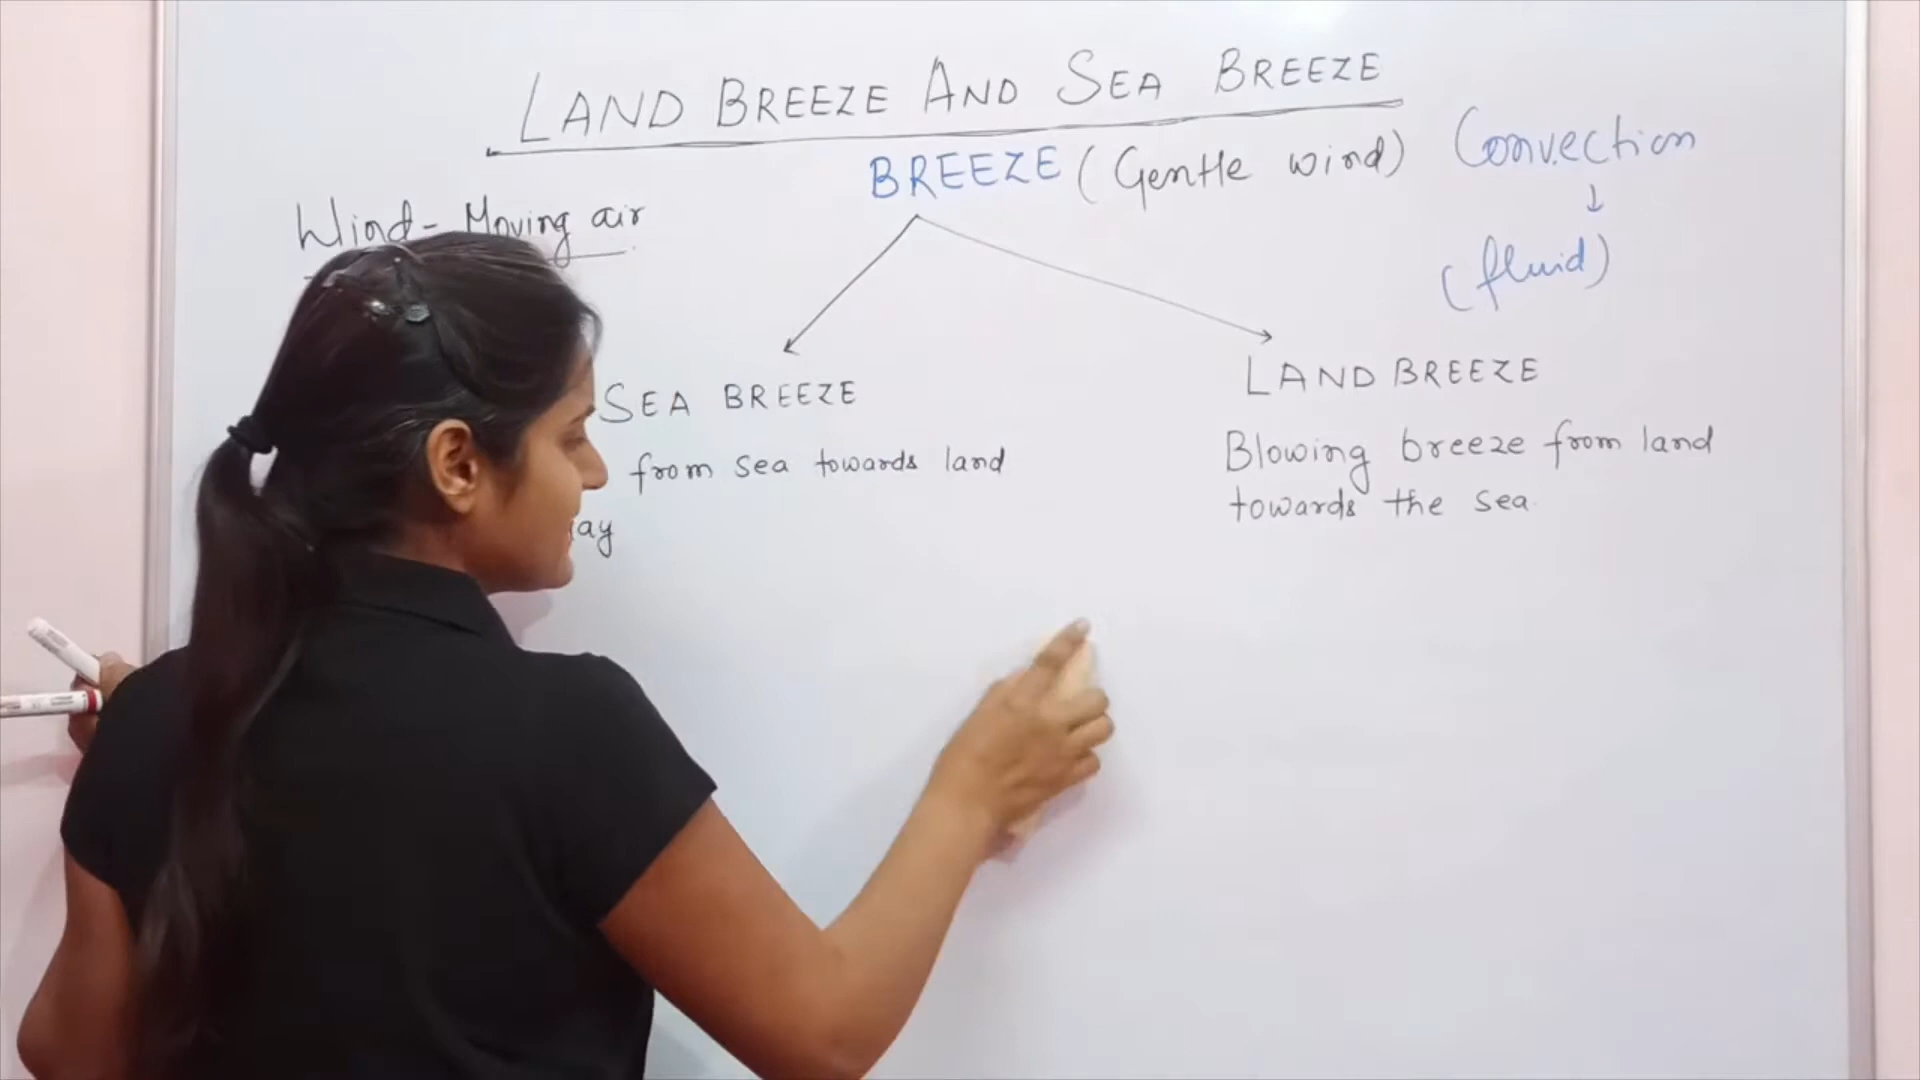 LAND BREEZE AND SEA BREEZE
BREEZE (Gentle wind)
Convection
↓
(fluid)
Wind - Moving air
SEA BREEZE
from sea towards land
LAND BREEZE
Blowing breeze from land
towards the sea